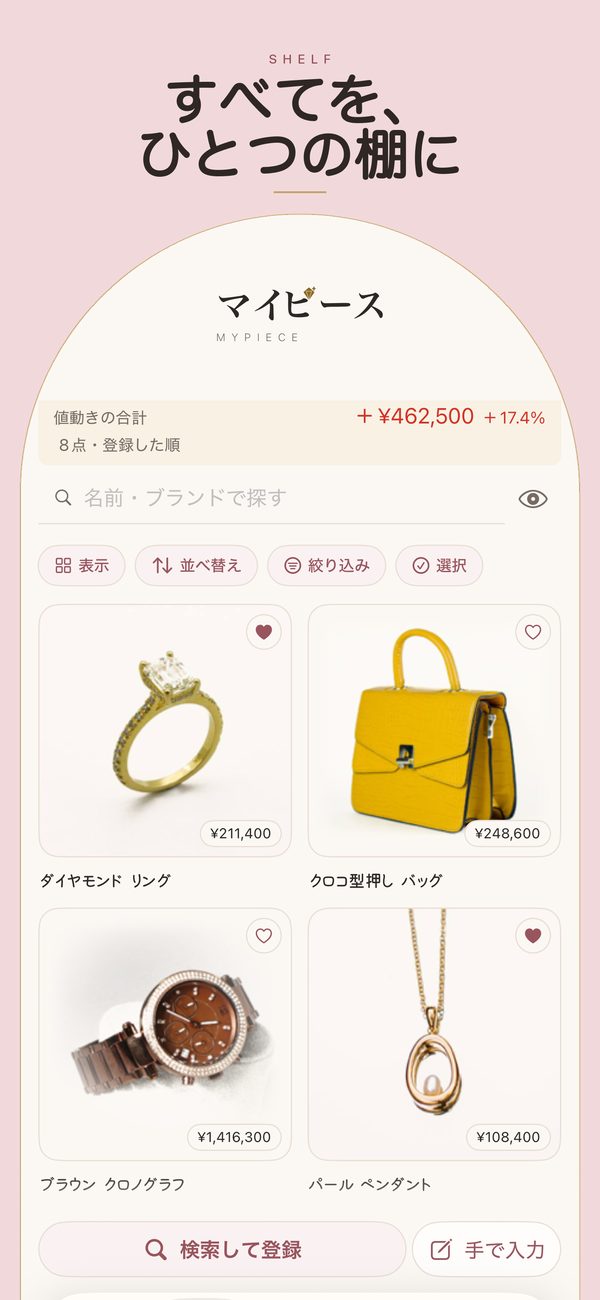 SHELF
すべてを、
ひとつの棚に
マイピース
MYPIECE
値動きの合計
+ ¥462,500 + 17.4%
8点・登録した順
名前・ブランドで探す
表示
並べ替え
絞り込み
選択
¥211,400
¥248,600
ダイヤモンド リング
クロコ型押し バッグ
¥1,416,300
¥108,400
ブラウン クロノグラフ
パール ペンダント
検索して登録
手で入力